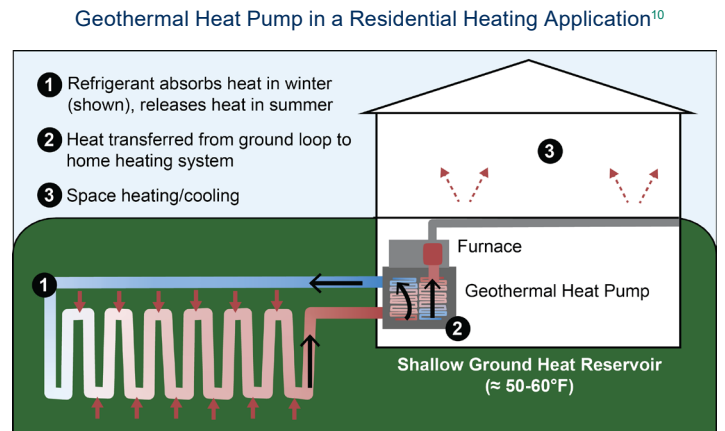 Geothermal Heat Pump in a Residential Heating Application¹⁰
1 Refrigerant absorbs heat in winter
(shown), releases heat in summer
2 Heat transferred from ground loop to
home heating system
3 Space heating/cooling
3
Furnace
1
Geothermal Heat Pump
2
Shallow Ground Heat Reservoir
(≈ 50-60°F)